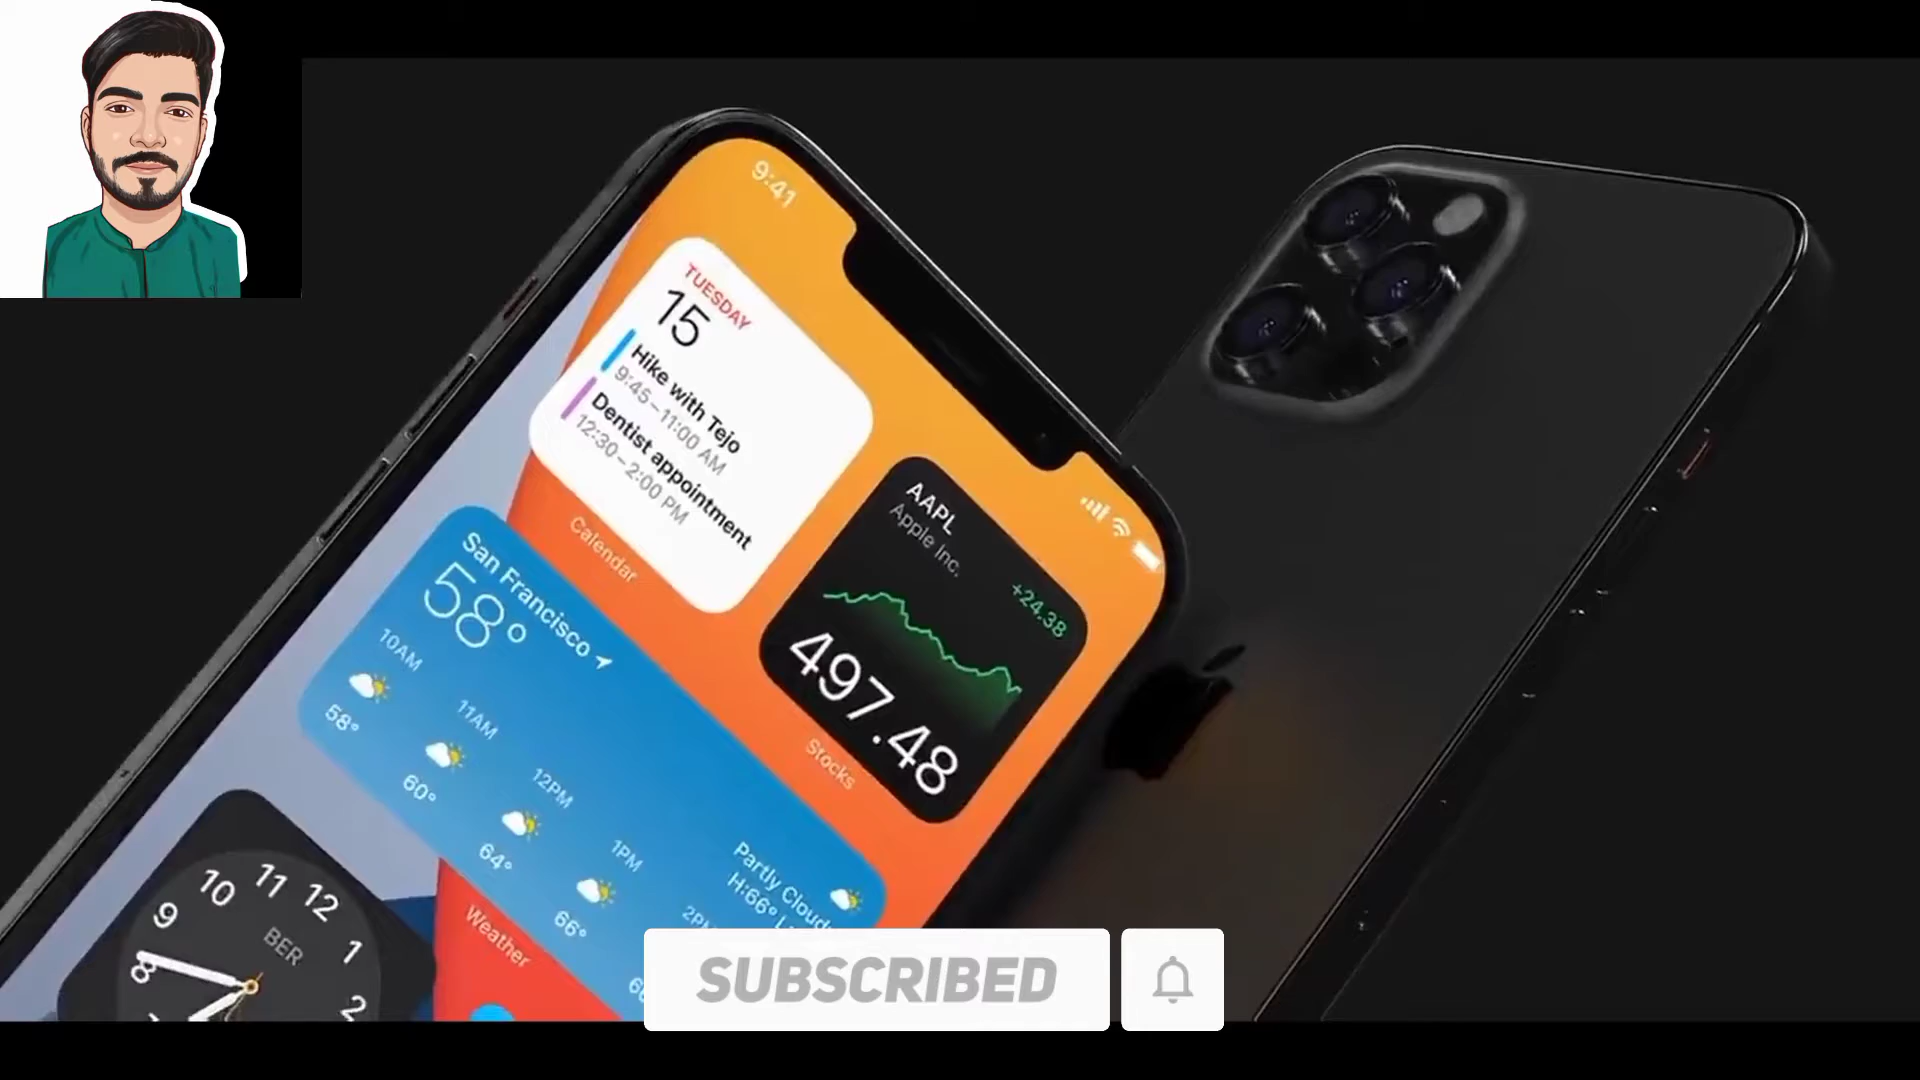 9:41
TUESDAY
15
Hike with Tejo
9:45–11:00 AM
Dentist appointment
12:30–2:00 PM
Calendar
AAPL
Apple Inc.
+24.38
497.48
Stocks
San Francisco
58°
10AM
11AM
12PM
1PM
2PM
58°
60°
64°
66°
Partly
H:66°
Weather
BER
9 10 11 12 1 2
8
SUBSCRIBED